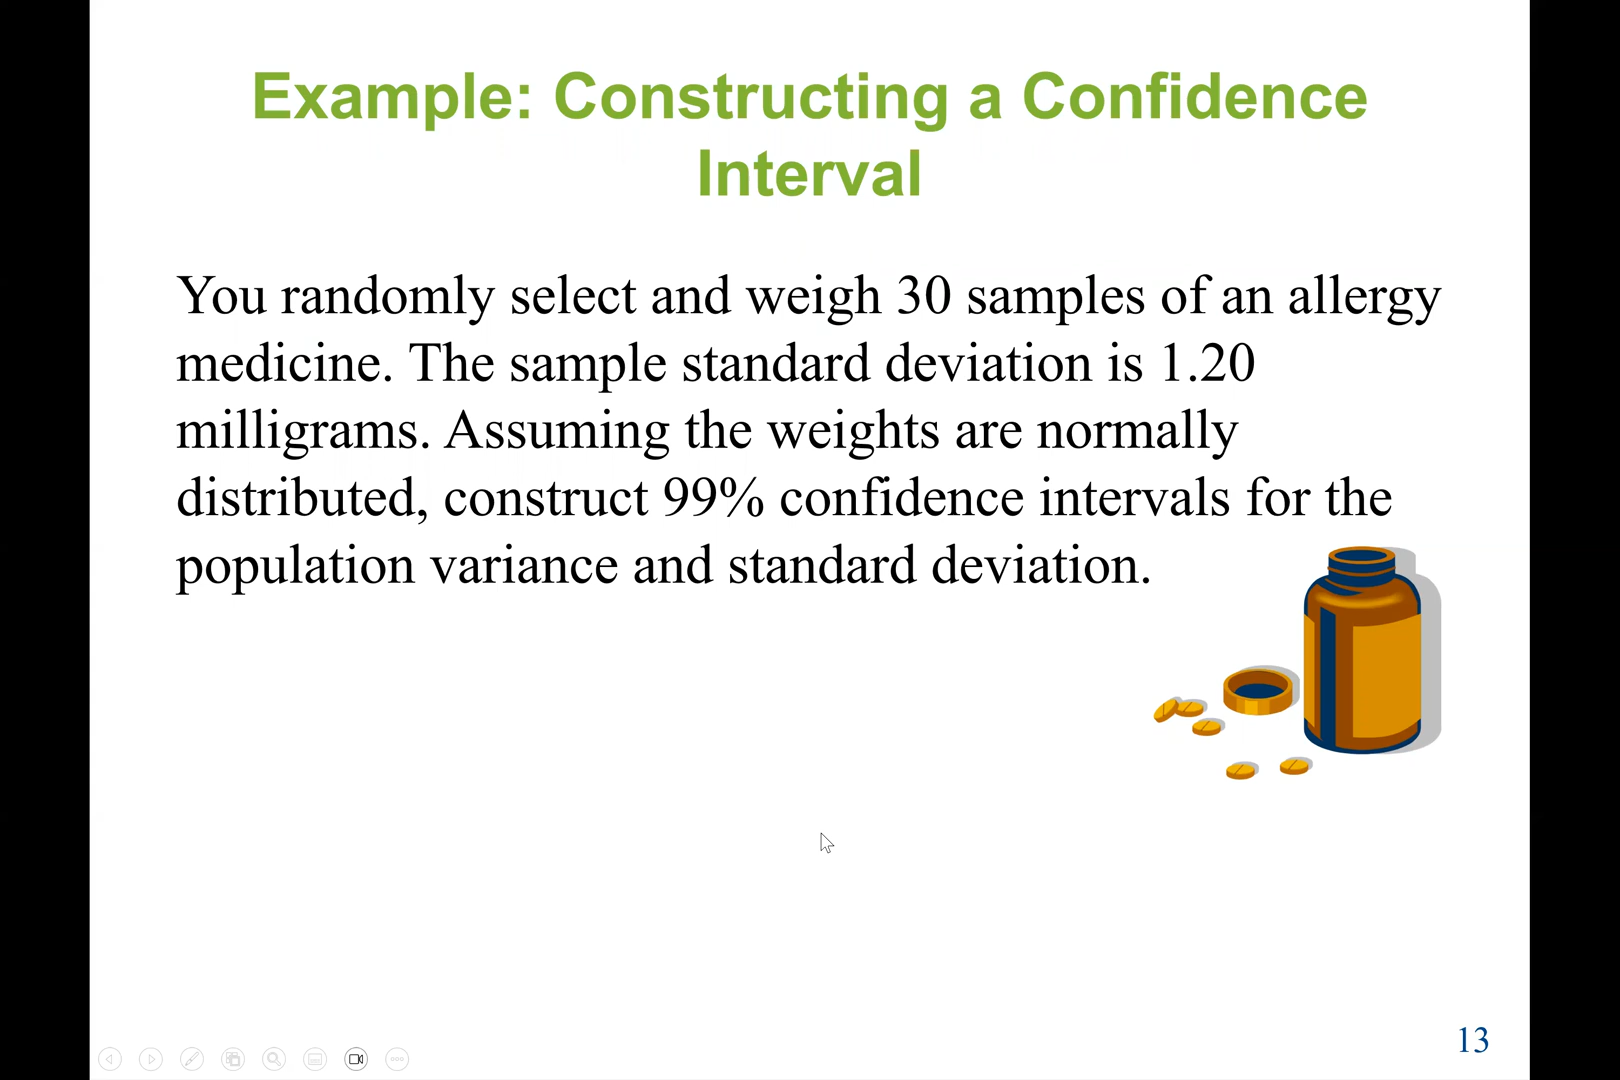 Example: Constructing a Confidence
Interval
You randomly select and weigh 30 samples of an allergy
medicine. The sample standard deviation is 1.20
milligrams. Assuming the weights are normally
distributed, construct 99% confidence intervals for the
population variance and standard deviation.
13